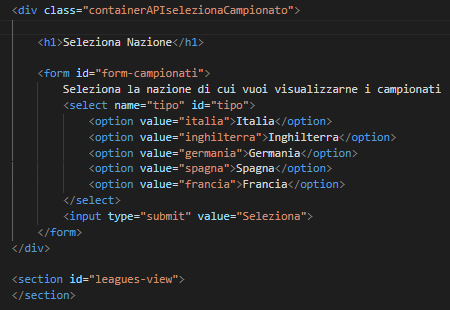 <div class="containerAPIselezionaCampionato">
<h1>Seleziona Nazione</h1>
<form id="form-campionati">
Seleziona la nazione di cui vuoi visualizzarne i campionati
<select name="tipo" id="tipo">
<option value="italia">Italia</option>
<option value="inghilterra">Inghilterra</option>
<option value="germania">Germania</option>
<option value="spagna">Spagna</option>
<option value="francia">Francia</option>
</select>
<input type="submit" value="Seleziona">
</form>
</div>
<section id="leagues-view">
</section>